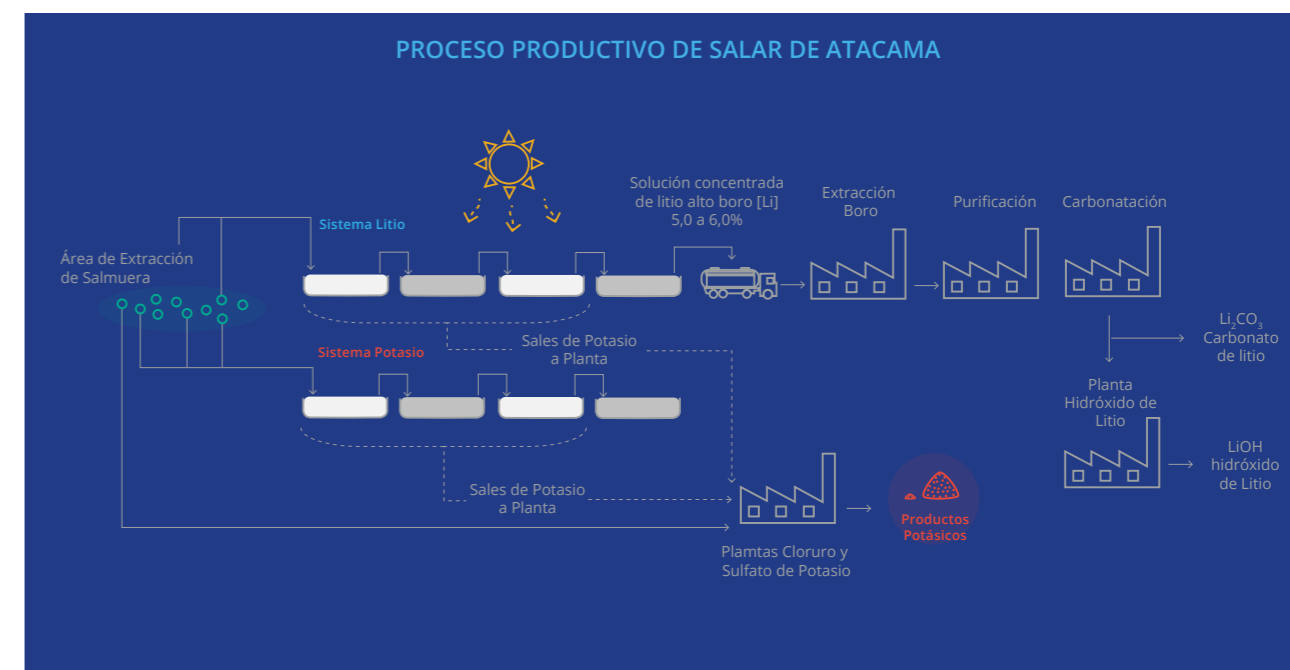 PROCESO PRODUCTIVO DE SALAR DE ATACAMA
Solución concentrada
de litio alto boro [Li]
5,0 a 6,0%
Extracción
Boro
Purificación
Carbonatación
Sistema Litio
Área de Extracción
de Salmuera
Sales de Potasio
a Planta
Sistema Potasio
Li₂CO₃
Carbonato
de litio
Planta
Hidróxido de
Litio
LiOH
hidróxido
de Litio
Sales de Potasio
a Planta
Productos
Potásicos
Plamtas Cloruro y
Sulfato de Potasio